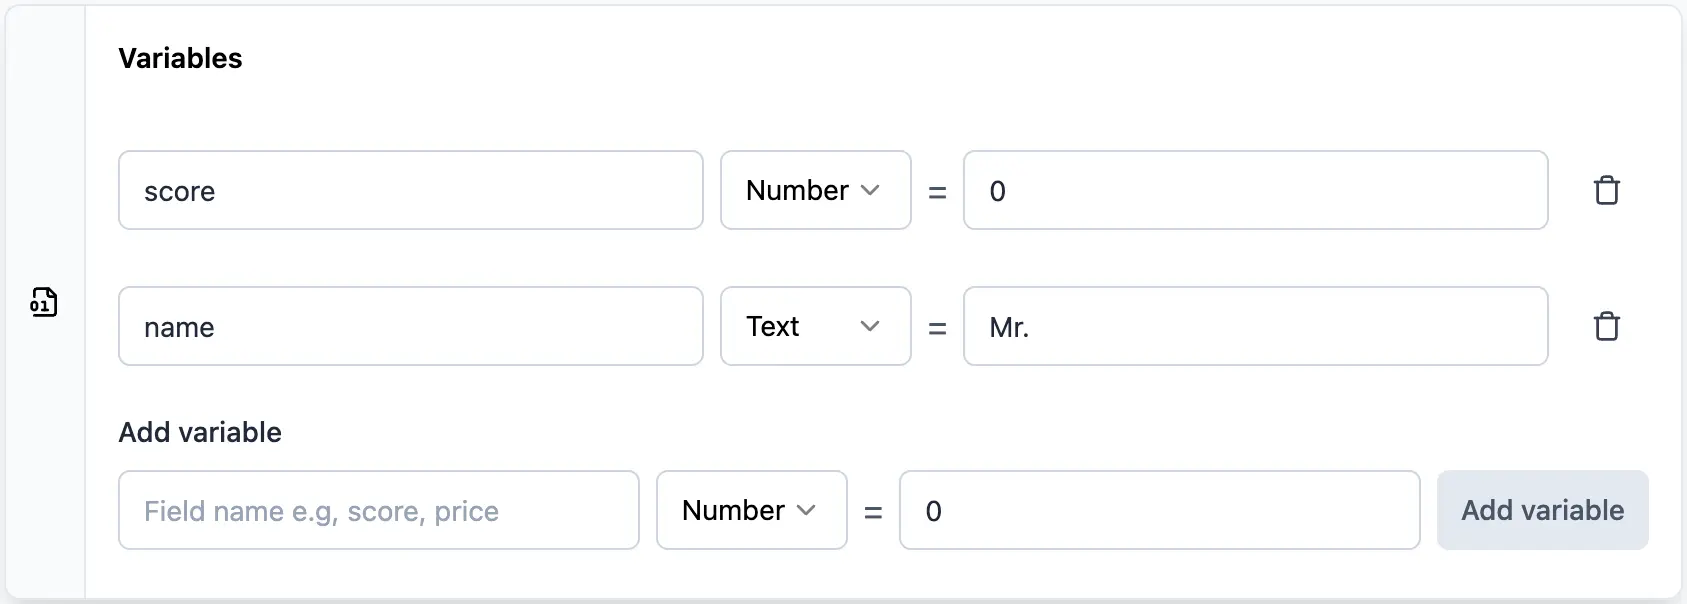 Variables
score Number = 0
01
name Text = Mr.
Add variable
Field name e.g, score, price Number = 0 Add variable